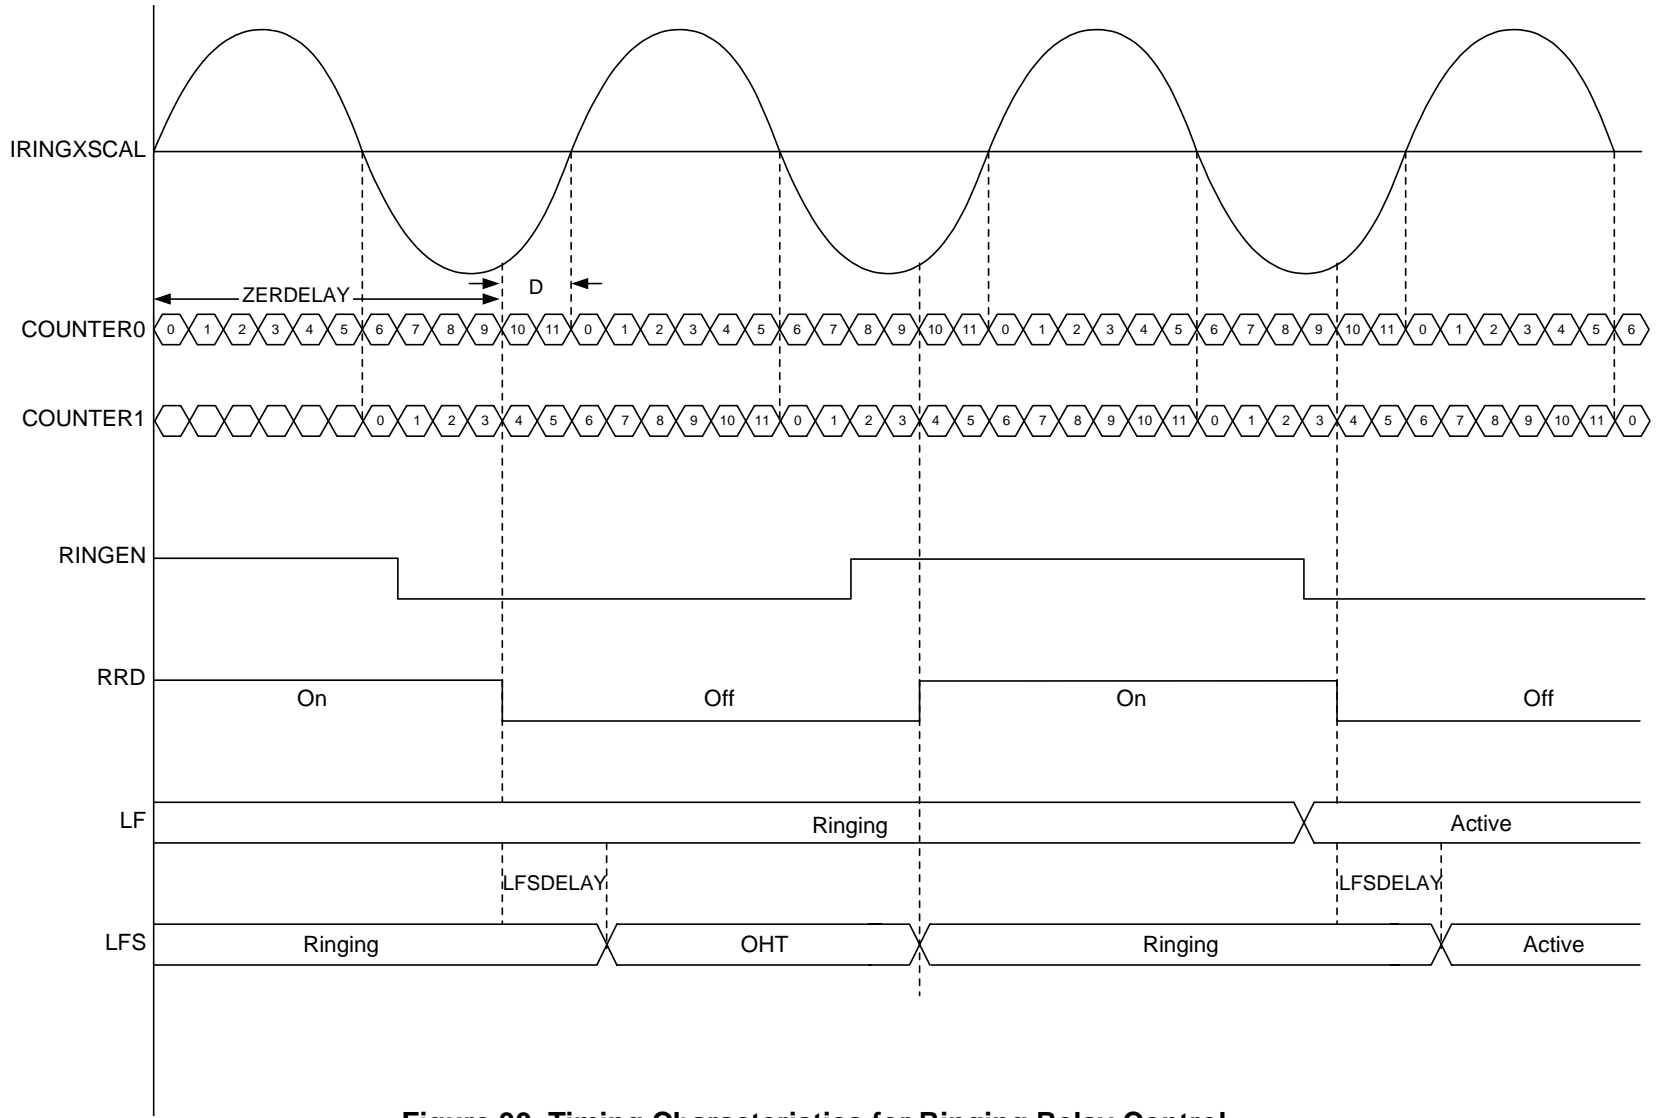 IRINGXSCAL
D
ZERDELAY
COUNTER0 0 1 2 3 4 5 6 7 8 9 10 11 0 1 2 3 4 5 6 7 8 9 10 11 0 1 2 3 4 5 6 7 8 9 10 11 0 1 2 3 4 5 6
COUNTER1 0 1 2 3 4 5 6 7 8 9 10 11 0 1 2 3 4 5 6 7 8 9 10 11 0 1 2 3 4 5 6 7 8 9 10 11 0
RINGEN
RRD On Off On Off
LF Ringing Active
LFSDELAY LFSDELAY
LFS Ringing OHT Ringing Active
Timing Characteristics for Ringing Relay Control